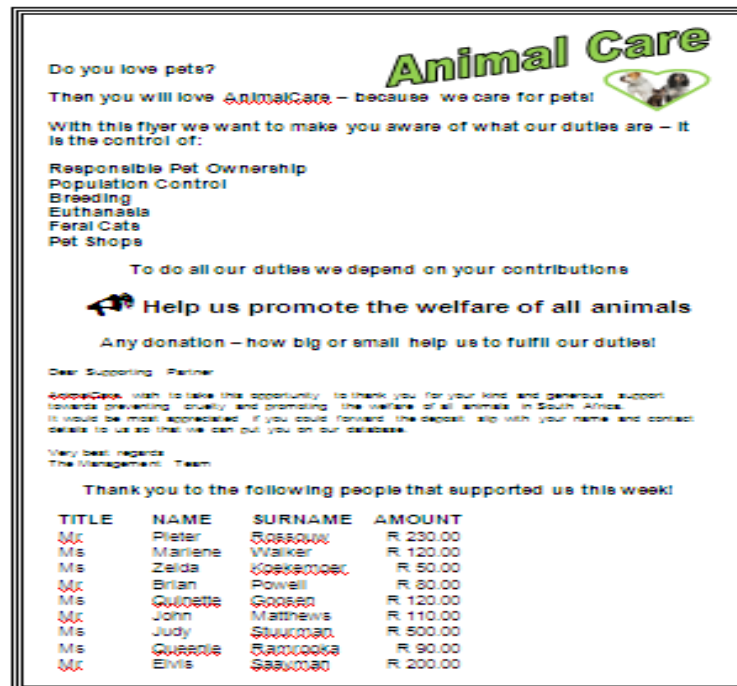 Animal Care
Do you love pets?
Then you will love AnimalCare – because we care for pets!
With this flyer we want to make you aware of what our duties are – it
is the control of:
Responsible Pet Ownership
Population Control
Breeding
Euthanasia
Feral Cats
Pet Shops
To do all our duties we depend on your contributions
Help us promote the welfare of all animals
Any donation – how big or small help us to fulfil our duties!
Dear Supporting Partner
AnimalCare wish to take this opportunity to thank you for your kind and generous support
towards preventing cruelty and promoting the welfare of all animals in South Africa.
It would be most appreciated if you could forward the deposit slip with your name and contact
details to us so that we can put you on our database.
Very best regards
The Management Team
Thank you to the following people that supported us this week!
TITLE NAME SURNAME AMOUNT
Mr Pieter Rossouw R 230.00
Ms Marlene Walker R 120.00
Ms Zelda Koekemoer R 50.00
Mr Brian Powell R 80.00
Ms Quinette Goosen R 120.00
Mr John Matthews R 110.00
Ms Judy Stuurman R 500.00
Ms Queenie Ramrooka R 90.00
Mr Elvis Saayman R 200.00